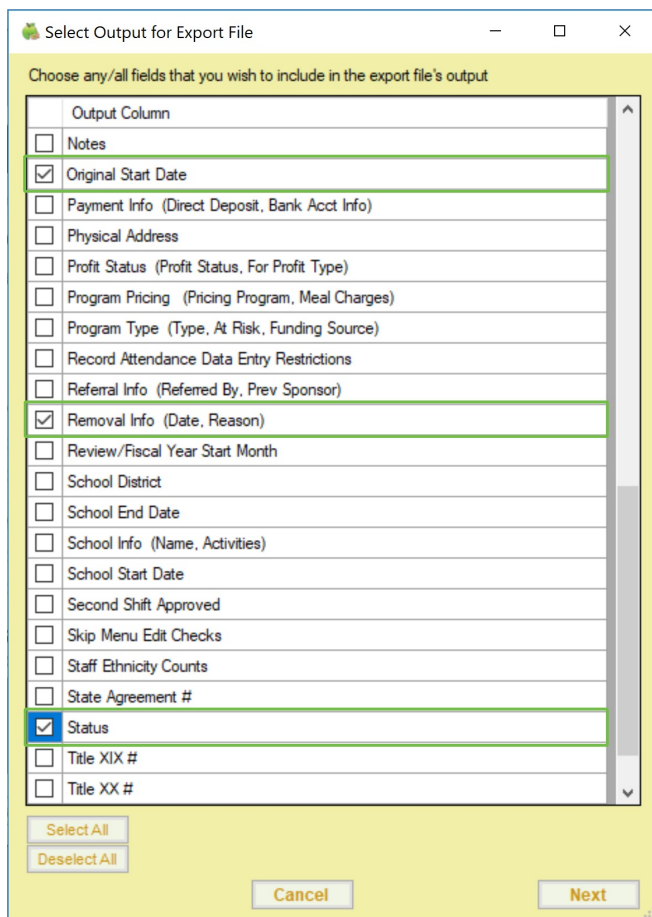 Select Output for Export File
Choose any/all fields that you wish to include in the export file's output
Output Column
Notes
Original Start Date
Payment Info (Direct Deposit, Bank Acct Info)
Physical Address
Profit Status (Profit Status, For Profit Type)
Program Pricing (Pricing Program, Meal Charges)
Program Type (Type, At Risk, Funding Source)
Record Attendance Data Entry Restrictions
Referral Info (Referred By, Prev Sponsor)
Removal Info (Date, Reason)
Review/Fiscal Year Start Month
School District
School End Date
School Info (Name, Activities)
School Start Date
Second Shift Approved
Skip Menu Edit Checks
Staff Ethnicity Counts
State Agreement #
Status
Title XIX #
Title XX #
Select All
Deselect All
Cancel Next